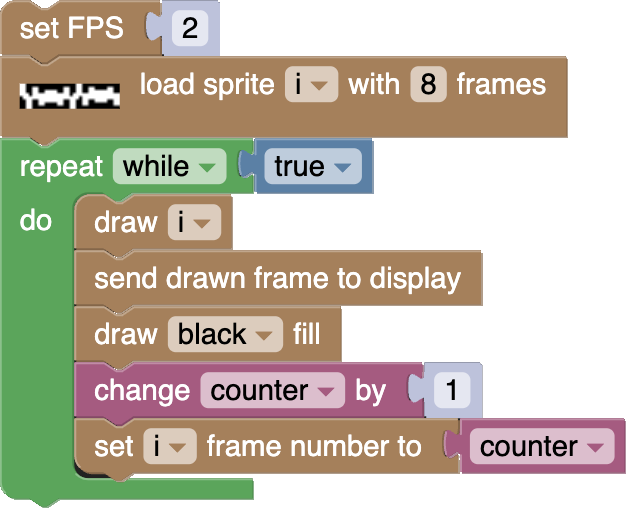 set FPS 2
load sprite i with 8 frames
repeat while true
do
draw i
send drawn frame to display
draw black fill
change counter by 1
set i frame number to counter